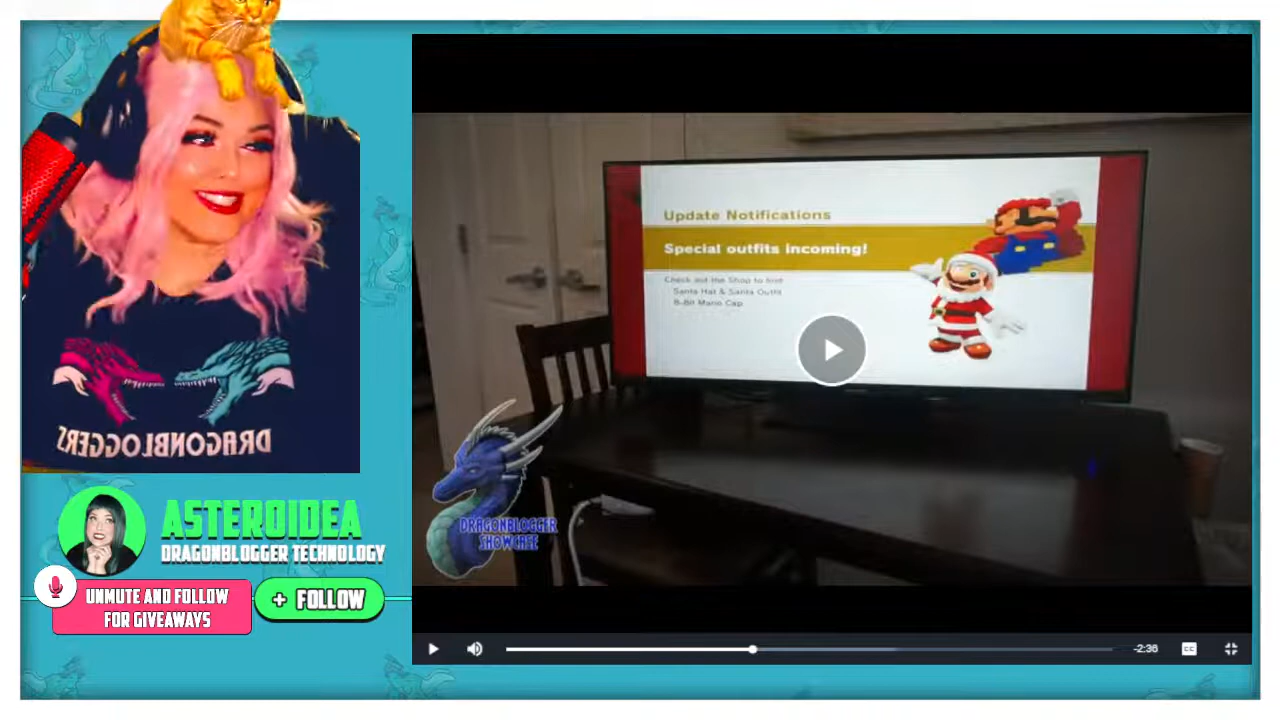 Update Notifications
Special outfits incoming!
Check out the Shop to find
Santa Hat & Santa Outfit
8-Bit Mario Cap
DRAGONBLOGGERS
DRAGONBLOGGER
SHOWCASE
ASTEROIDEA
DRAGONBLOGGER TECHNOLOGY
UNMUTE AND FOLLOW
FOR GIVEAWAYS
+ FOLLOW
-2:36
CC